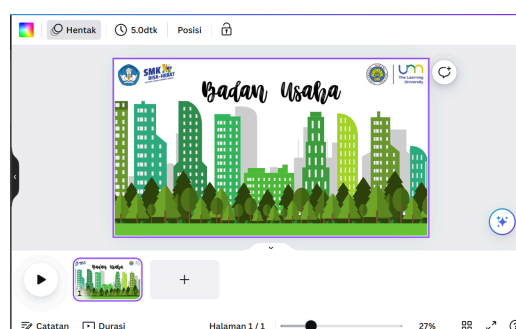 Hentak 5.0dtk Posisi
SMK BISA-HEBAT
um
The Learning University
Badan Usaha
Badan Usaha
1
Catatan Durasi Halaman 1 / 1 27%